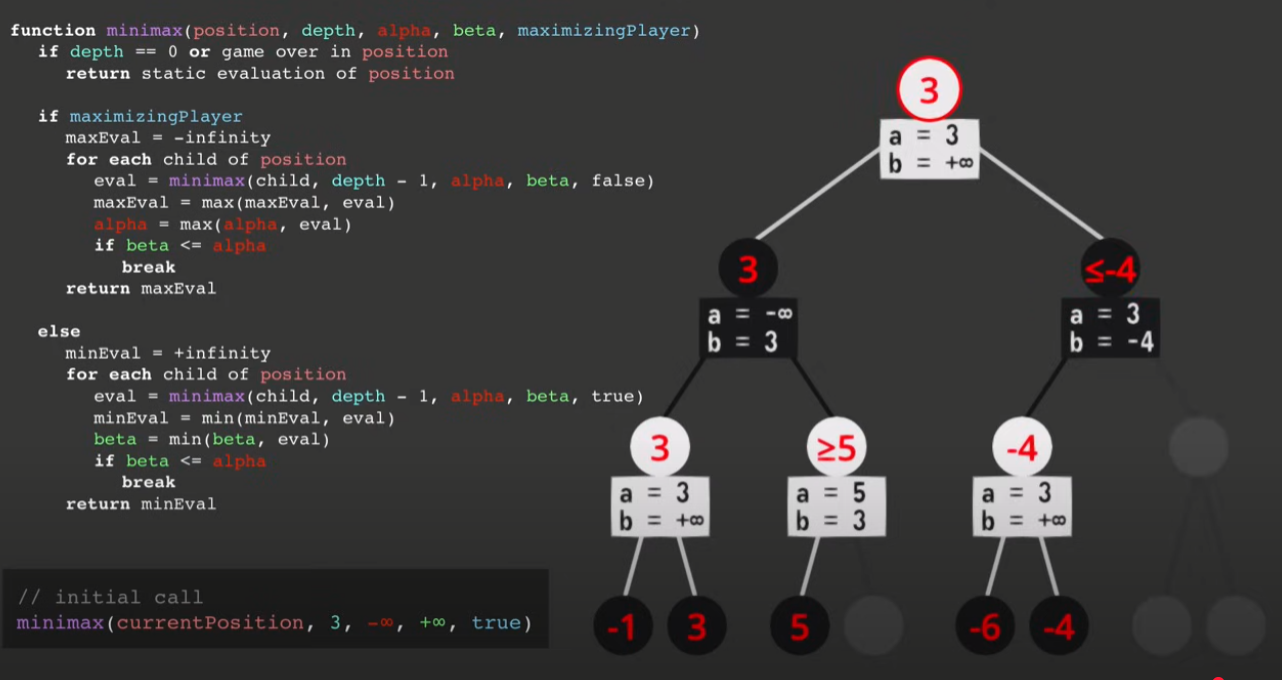 function minimax(position, depth, alpha, beta, maximizingPlayer)
if depth == 0 or game over in position
return static evaluation of position
if maximizingPlayer
maxEval = -infinity
for each child of position
eval = minimax(child, depth - 1, alpha, beta, false)
maxEval = max(maxEval, eval)
alpha = max(alpha, eval)
if beta <= alpha
break
return maxEval
else
minEval = +infinity
for each child of position
eval = minimax(child, depth - 1, alpha, beta, true)
minEval = min(minEval, eval)
beta = min(beta, eval)
if beta <= alpha
break
return minEval
// initial call
minimax(currentPosition, 3, -∞, +∞, true)
3
a = 3
b = +∞
3
a = -∞
b = 3
≤-4
a = 3
b = -4
3
a = 3
b = +∞
≥5
a = 5
b = 3
-4
a = 3
b = +∞
-1
3
5
-6
-4